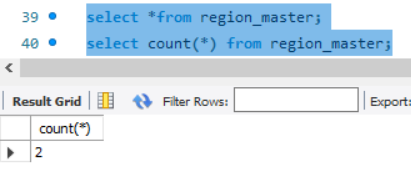 39 select *from region_master;
40 select count(*) from region_master;
Result Grid Filter Rows: Export:
count(*)
2